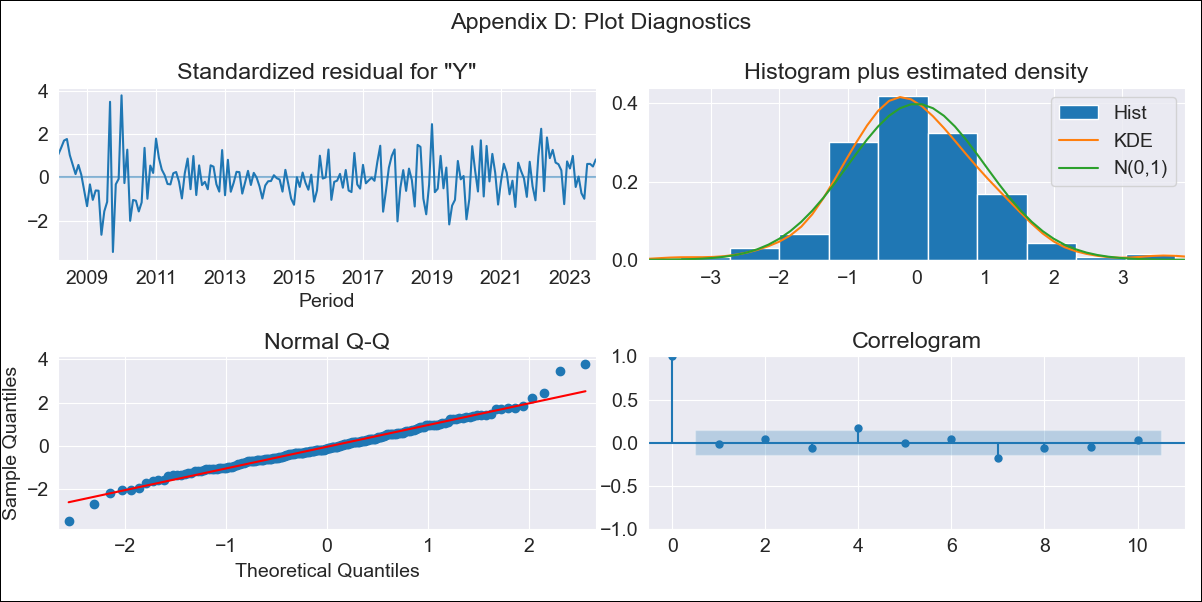 Appendix D: Plot Diagnostics
Standardized residual for "Y"
4
2
0
−2
2009 2011 2013 2015 2017 2019 2021 2023
Period
Histogram plus estimated density
0.4
0.2
0.0
Hist
KDE
N(0,1)
−3 −2 −1 0 1 2 3
Normal Q-Q
Sample Quantiles
4
2
0
−2
−2 −1 0 1 2
Theoretical Quantiles
Correlogram
1.0
0.5
0.0
−0.5
−1.0
0 2 4 6 8 10